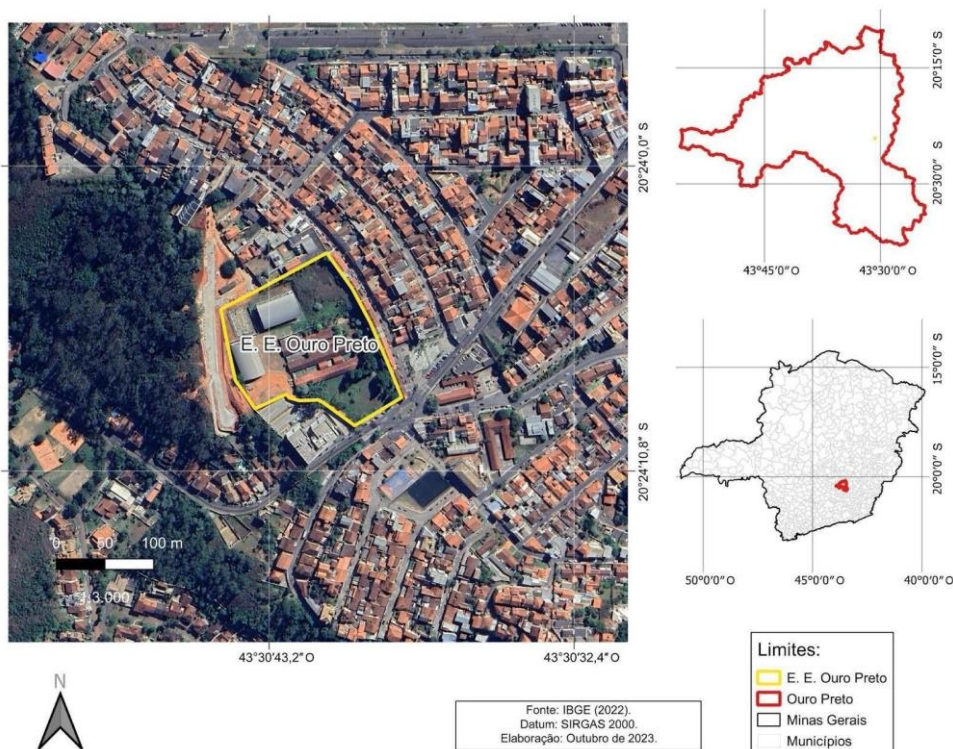 E. E. Ouro Preto
0 50 100 m
1:3.000
20°24'0,0" S
20°24'10,8" S
43°30'43,2" O
43°30'32,4" O
20°15'0" S
20°30'0" S
43°45'0"O
43°30'0"O
15°0'0" S
20°0'0" S
50°0'0"O
45°0'0"O
40°0'0"O
N
Fonte: IBGE (2022).
Datum: SIRGAS 2000.
Elaboração: Outubro de 2023.
Limites:
E. E. Ouro Preto
Ouro Preto
Minas Gerais
Municípios